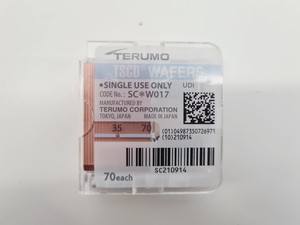 TERUMO
TSCD WAFERS
•SINGLE USE ONLY
UDI
CODE No.: SC*W017
MANUFACTURED BY
TERUMO CORPORATION
TOKYO, JAPAN MADE IN JAPAN
35 70
(01)04987350726971
(10)210914
70each
SC210914